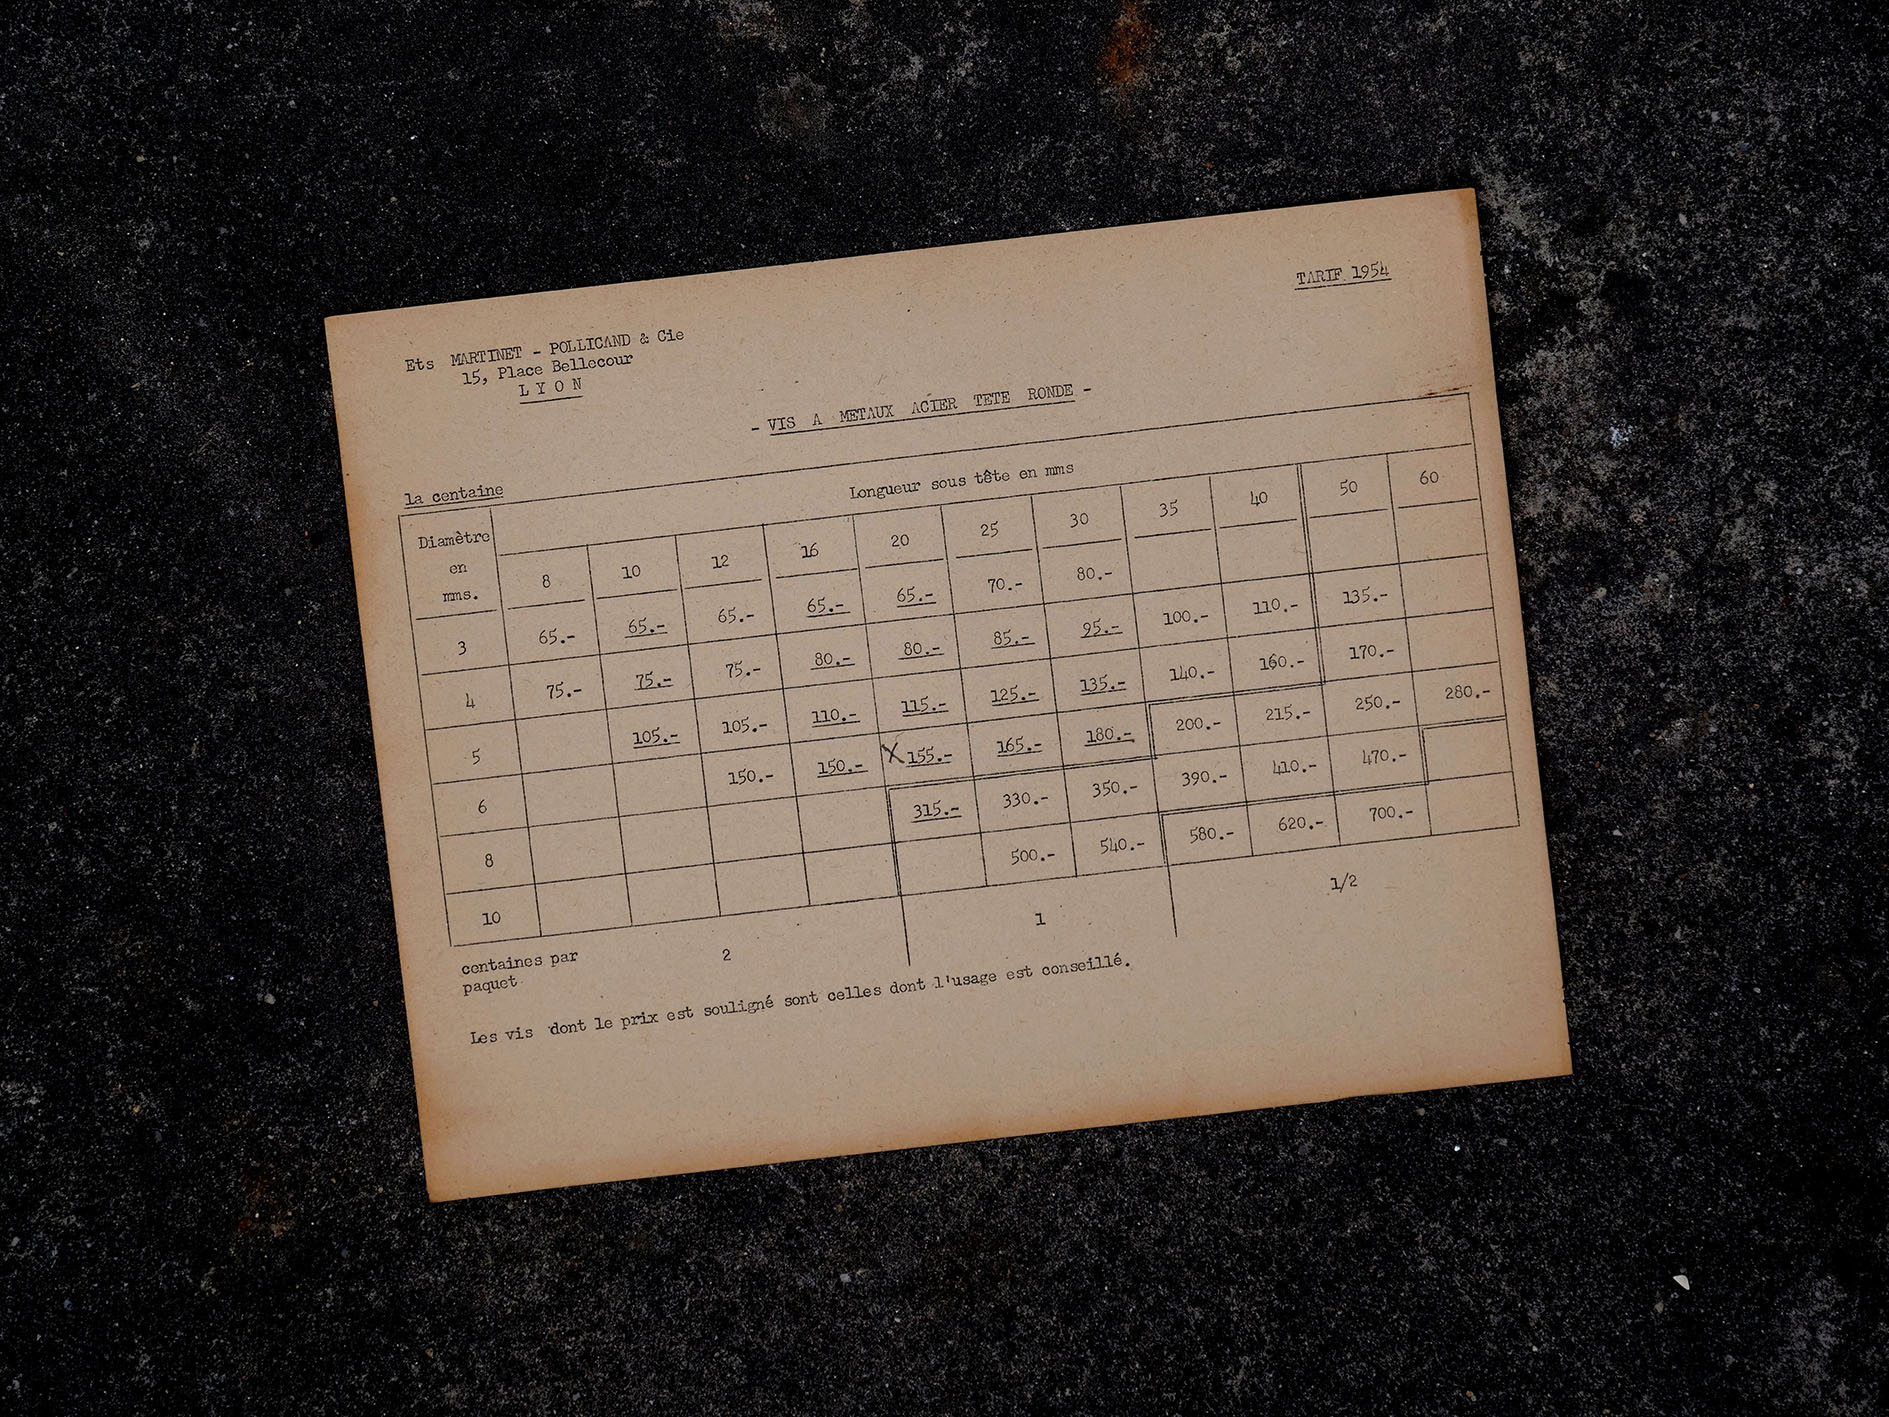 TARIF 1954
Ets MARTINET - POLLICAND & Cie
15, Place Bellecour
LYON
- VIS A METAUX ACIER TETE RONDE -
la centaine
Longueur sous tête en mms
Diamètre en mms. 8 10 12 16 20 25 30 35 40 50 60
3 65.- 65.- 65.- 65.- 65.- 70.- 80.-
4 75.- 75.- 75.- 80.- 80.- 85.- 95.- 100.- 110.- 135.-
5 105.- 105.- 110.- 115.- 125.- 135.- 140.- 160.- 170.-
6 150.- 150.- X 155.- 165.- 180.- 200.- 215.- 250.- 280.-
8 315.- 330.- 350.- 390.- 410.- 470.-
10 500.- 540.- 580.- 620.- 700.-
centaines par paquet 2 1 1/2
Les vis dont le prix est souligné sont celles dont l'usage est conseillé.